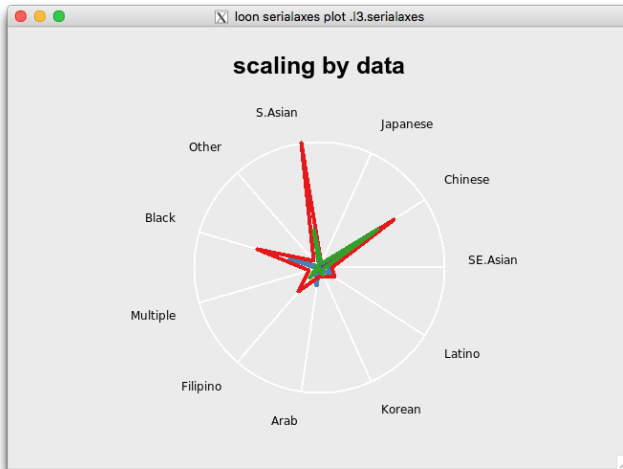 loon serialaxes plot .l3.serialaxes
scaling by data
S.Asian
Japanese
Other
Chinese
Black
SE.Asian
Multiple
Latino
Filipino
Korean
Arab